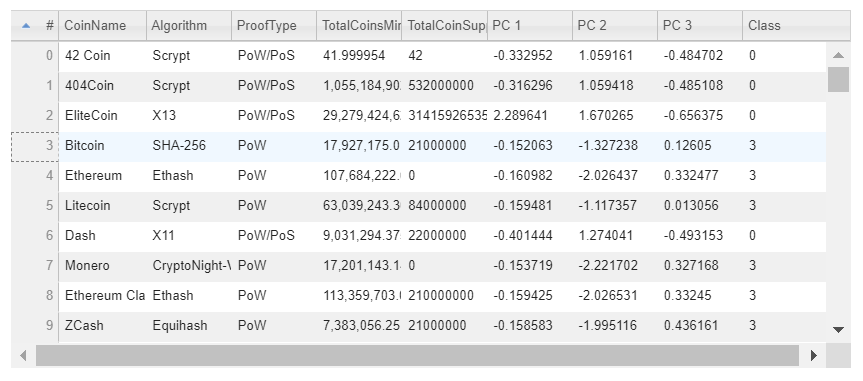 # CoinName Algorithm ProofType TotalCoinsMin TotalCoinSup PC 1 PC 2 PC 3 Class
0 42 Coin Scrypt PoW/PoS 41.999954 42 -0.332952 1.059161 -0.484702 0
1 404Coin Scrypt PoW/PoS 1,055,184,90 532000000 -0.316296 1.059418 -0.485108 0
2 EliteCoin X13 PoW/PoS 29,279,424,6 31415926535 2.289641 1.670265 -0.656375 0
3 Bitcoin SHA-256 PoW 17,927,175.0 21000000 -0.152063 -1.327238 0.12605 3
4 Ethereum Ethash PoW 107,684,222. 0 -0.160982 -2.026437 0.332477 3
5 Litecoin Scrypt PoW 63,039,243.3 84000000 -0.159481 -1.117357 0.013056 3
6 Dash X11 PoW/PoS 9,031,294.37 22000000 -0.401444 1.274041 -0.493153 0
7 Monero CryptoNight-V PoW 17,201,143.1 0 -0.153719 -2.221702 0.327168 3
8 Ethereum Cla Ethash PoW 113,359,703. 210000000 -0.159425 -2.026531 0.33245 3
9 ZCash Equihash PoW 7,383,056.25 21000000 -0.158583 -1.995116 0.436161 3